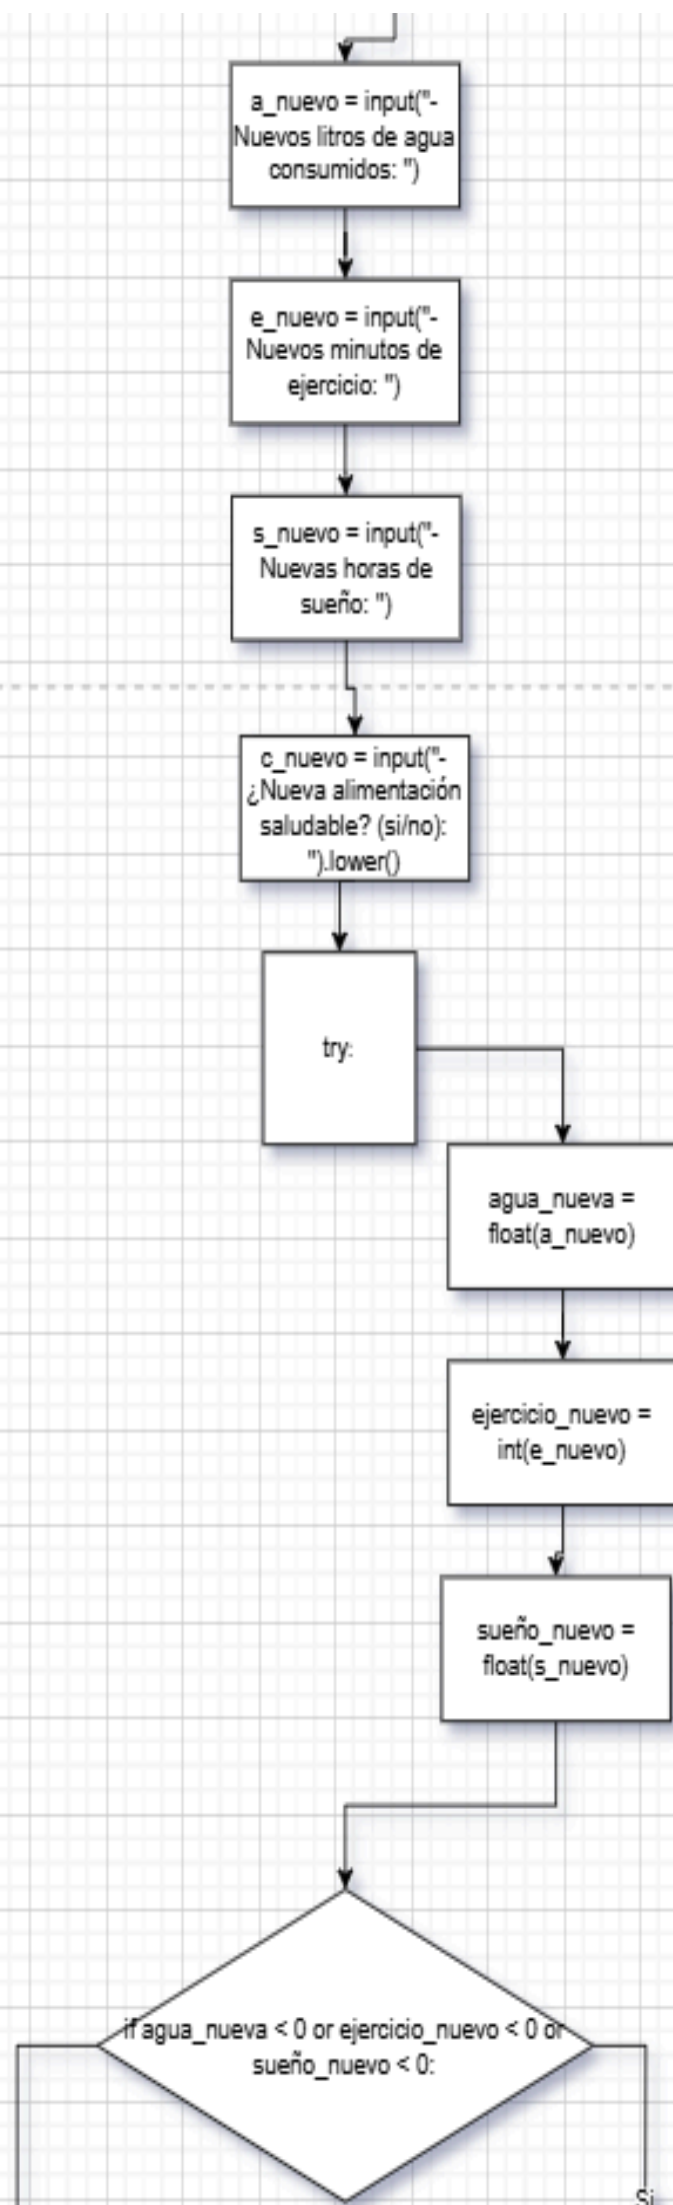 a_nuevo = input("-
Nuevos litros de agua
consumidos: ")
e_nuevo = input("-
Nuevos minutos de
ejercicio: ")
s_nuevo = input("-
Nuevas horas de
sueño: ")
c_nuevo = input("-
¿Nueva alimentación
saludable? (si/no):
").lower()
try:
agua_nueva =
float(a_nuevo)
ejercicio_nuevo =
int(e_nuevo)
sueño_nuevo =
float(s_nuevo)
if agua_nueva < 0 or ejercicio_nuevo < 0 or
sueño_nuevo < 0:
Si